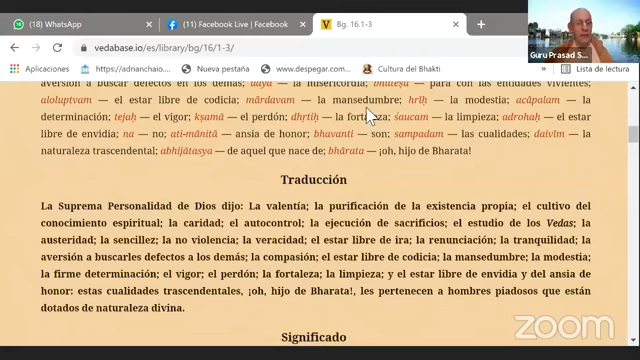 (18) WhatsApp
(11) Facebook Live | Facebook
Bg. 16.1-3
vedabase.io/es/library/bg/16/1-3/
Aplicaciones
https://adrianchaio...
Nueva pestaña
www.despegar.com...
Cultura del Bhakti
Lista de lectura
Guru Prasad S...
aversión a buscar defectos en los demás; dayā — la misericordia; bhūteṣu — para con las entidades vivientes;
aloluptvam — el estar libre de codicia; mārdavam — la mansedumbre; hrīḥ — la modestia; acāpalam — la
determinación; tejaḥ — el vigor; kṣamā — el perdón; dhṛtiḥ — la fortaleza; śaucam — la limpieza; adrohaḥ — el estar
libre de envidia; na — no; ati-mānitā — ansia de honor; bhavanti — son; sampadam — las cualidades; daivīm — la
naturaleza trascendental; abhijātasya — de aquel que nace de; bhārata — ¡oh, hijo de Bharata!
Traducción
La Suprema Personalidad de Dios dijo: La valentía; la purificación de la existencia propia; el cultivo del
conocimiento espiritual; la caridad; el autocontrol; la ejecución de sacrificios; el estudio de los Vedas; la
austeridad; la sencillez; la no violencia; la veracidad; el estar libre de ira; la renunciación; la tranquilidad; la
aversión a buscarles defectos a los demás; la compasión; el estar libre de codicia; la mansedumbre; la modestia;
la firme determinación; el vigor; el perdón; la fortaleza; la limpieza; y el estar libre de envidia y del ansia de
honor: estas cualidades trascendentales, ¡oh, hijo de Bharata!, les pertenecen a hombres piadosos que están
dotados de naturaleza divina.
Significado
zoom